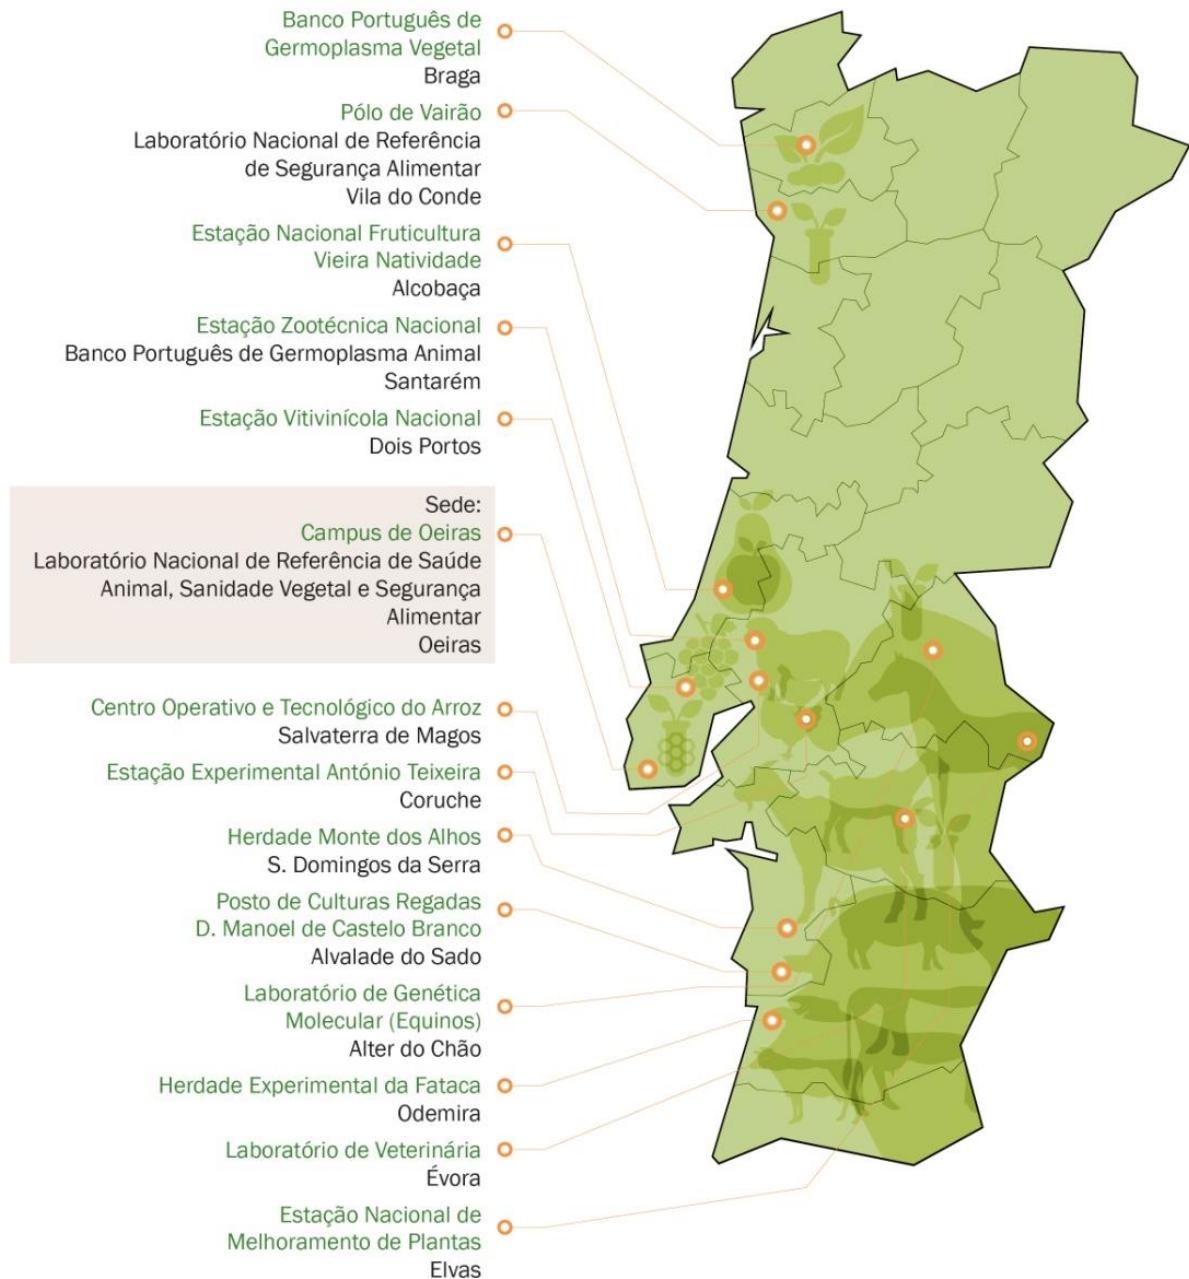 Banco Português de
Germoplasma Vegetal
Braga
Pólo de Vairão
Laboratório Nacional de Referência
de Segurança Alimentar
Vila do Conde
Estação Nacional Fruticultura
Vieira Natividade
Alcobaça
Estação Zootécnica Nacional
Banco Português de Germoplasma Animal
Santarém
Estação Vitivinícola Nacional
Dois Portos
Sede:
Campus de Oeiras
Laboratório Nacional de Referência de Saúde
Animal, Sanidade Vegetal e Segurança
Alimentar
Oeiras
Centro Operativo e Tecnológico do Arroz
Salvaterra de Magos
Estação Experimental António Teixeira
Coruche
Herdade Monte dos Alhos
S. Domingos da Serra
Posto de Culturas Regadas
D. Manoel de Castelo Branco
Alvalade do Sado
Laboratório de Genética
Molecular (Equinos)
Alter do Chão
Herdade Experimental da Fataca
Odemira
Laboratório de Veterinária
Évora
Estação Nacional de
Melhoramento de Plantas
Elvas